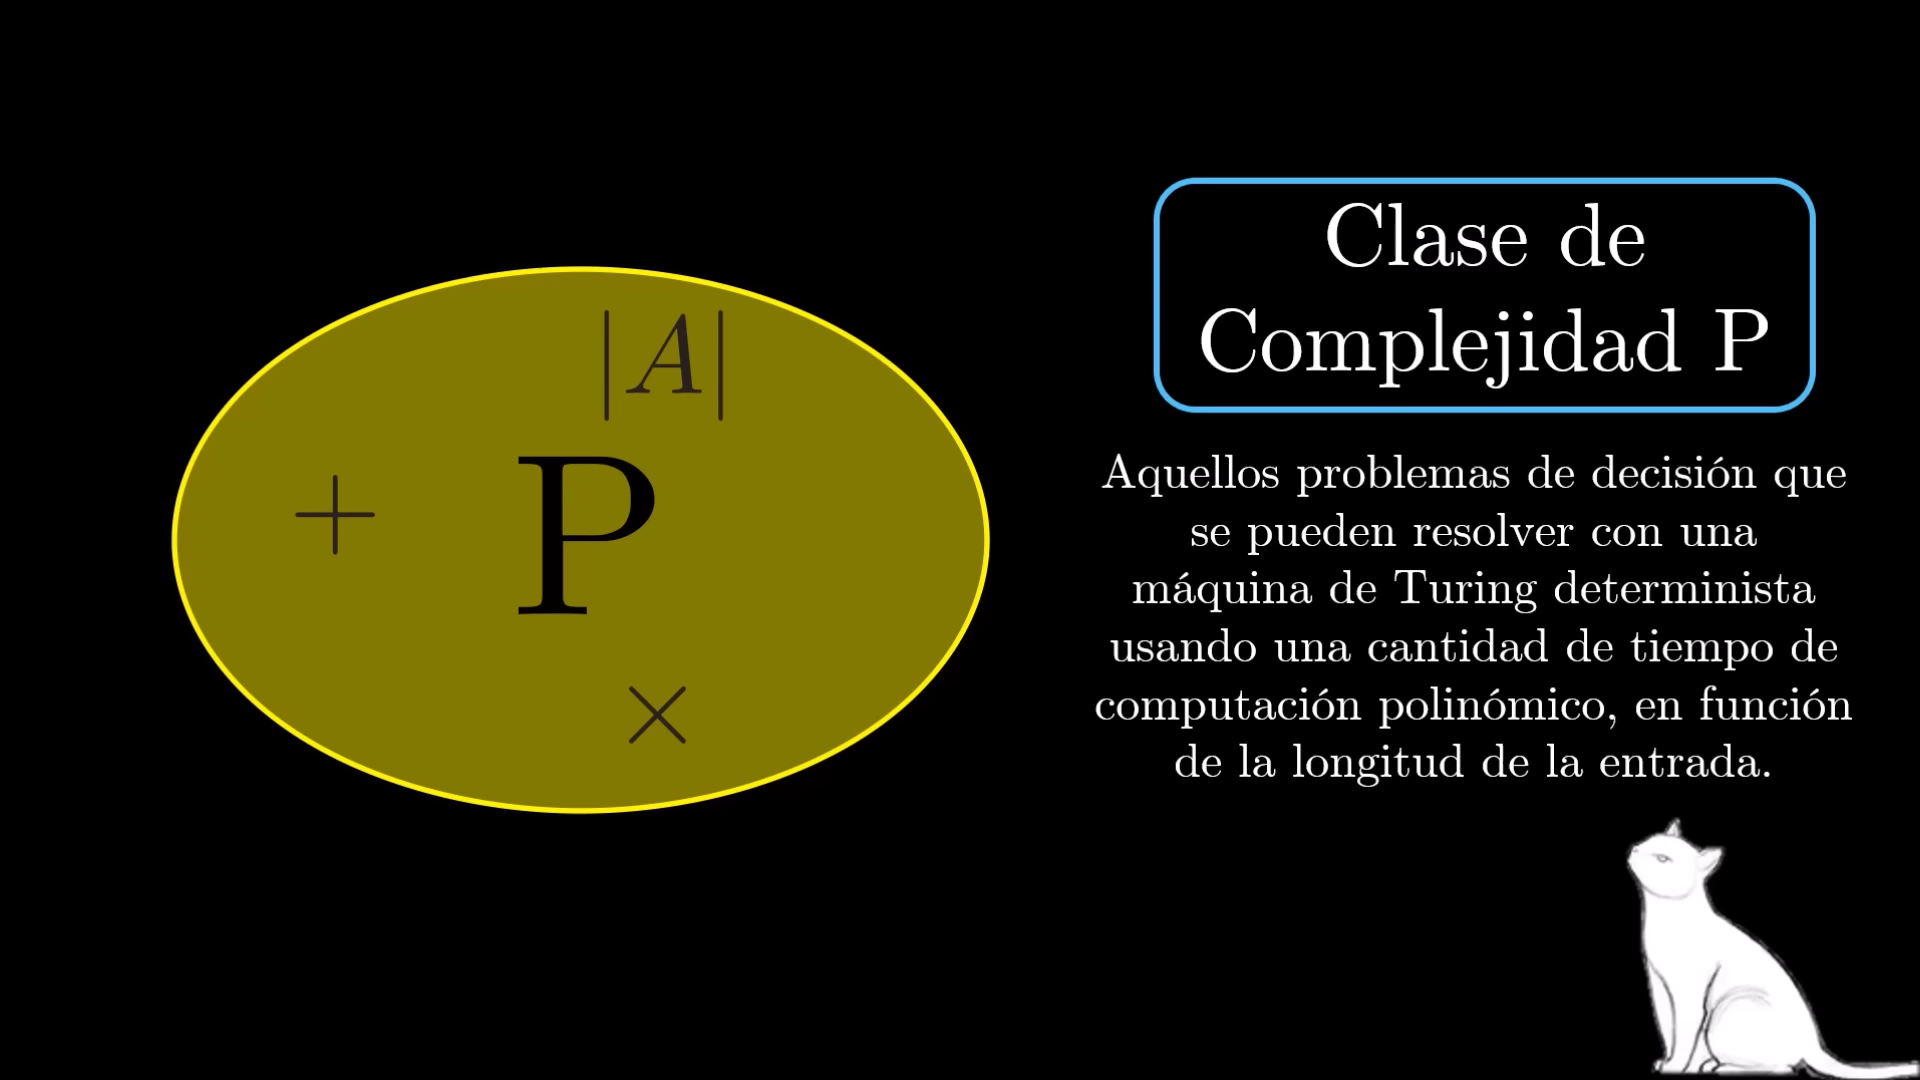 |A|
+
P
×
Clase de
Complejidad P
Aquellos problemas de decisión que
se pueden resolver con una
máquina de Turing determinista
usando una cantidad de tiempo de
computación polinómico, en función
de la longitud de la entrada.